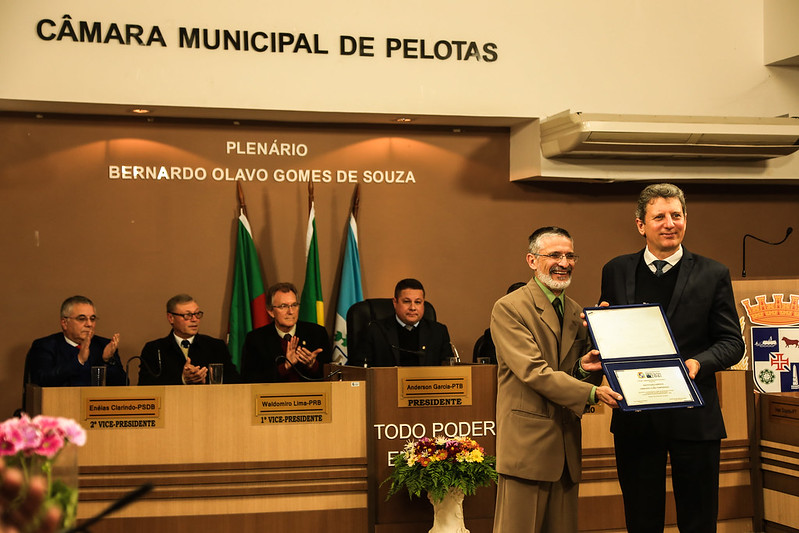 CÂMARA MUNICIPAL DE PELOTAS
PLENÁRIO
BERNARDO OLAVO GOMES DE SOUZA
Enéias Clarindo-PSDB
2º VICE-PRESIDENTE
Waldomiro Lima-PRB
1º VICE-PRESIDENTE
Anderson Garcia-PTB
PRESIDENTE
TODO PODER
E